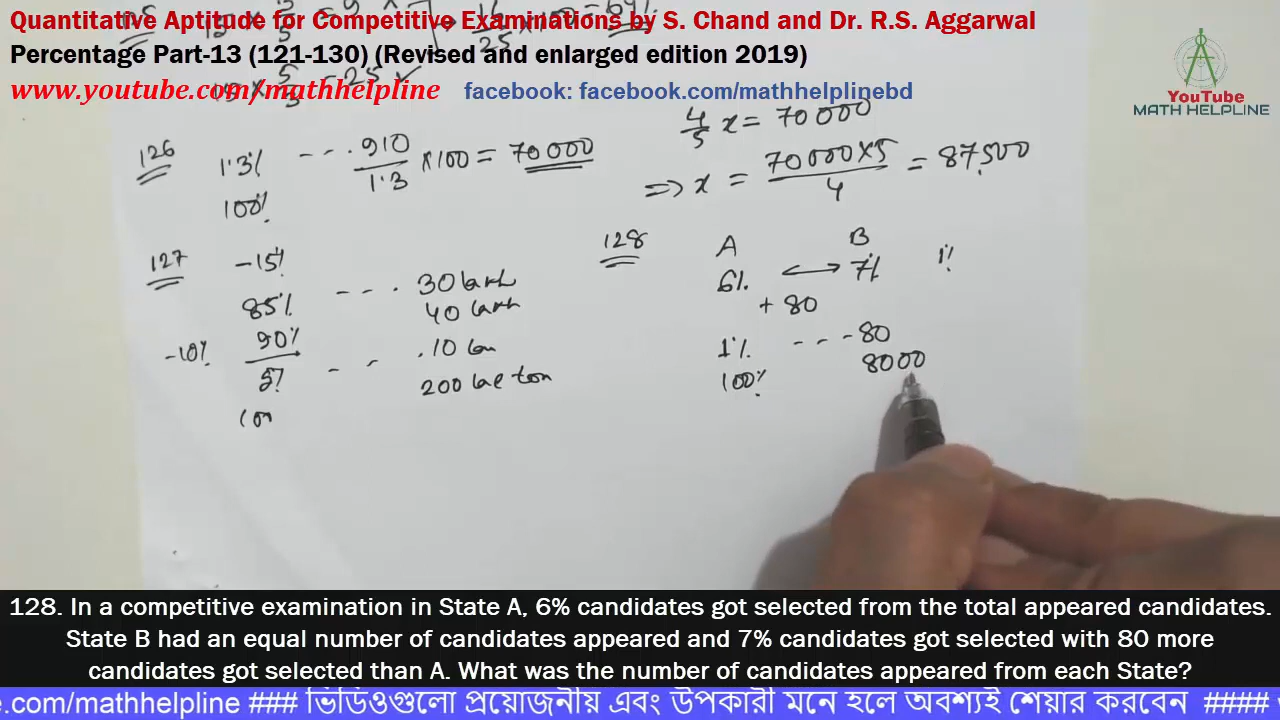 Quantitative Aptitude for Competitive Examinations by S. Chand and Dr. R.S. Aggarwal
Percentage Part-13 (121-130) (Revised and enlarged edition 2019)
www.youtube.com/mathhelpline facebook: facebook.com/mathhelplinebd
YouTube
MATH HELPLINE
126 1.3% --- . 910/1.3 × 100 = 70000
100%
4/5 x = 70000
⇒ x = 70000×5/4 = 87,500
127 -15%
85% --- . 30 lakh
40 lakh
-10% 90%
5% -- . 10 lakh
200 lac ton
128 A B
6% ⟷ 7% 1%
+ 80
1% --- 80
100% 8000
128. In a competitive examination in State A, 6% candidates got selected from the total appeared candidates.
State B had an equal number of candidates appeared and 7% candidates got selected with 80 more
candidates got selected than A. What was the number of candidates appeared from each State?
.com/mathhelpline ### ভিডিওগুলো প্রয়োজনীয় এবং উপকারী মনে হলে অবশ্যই শেয়ার করবেন ####